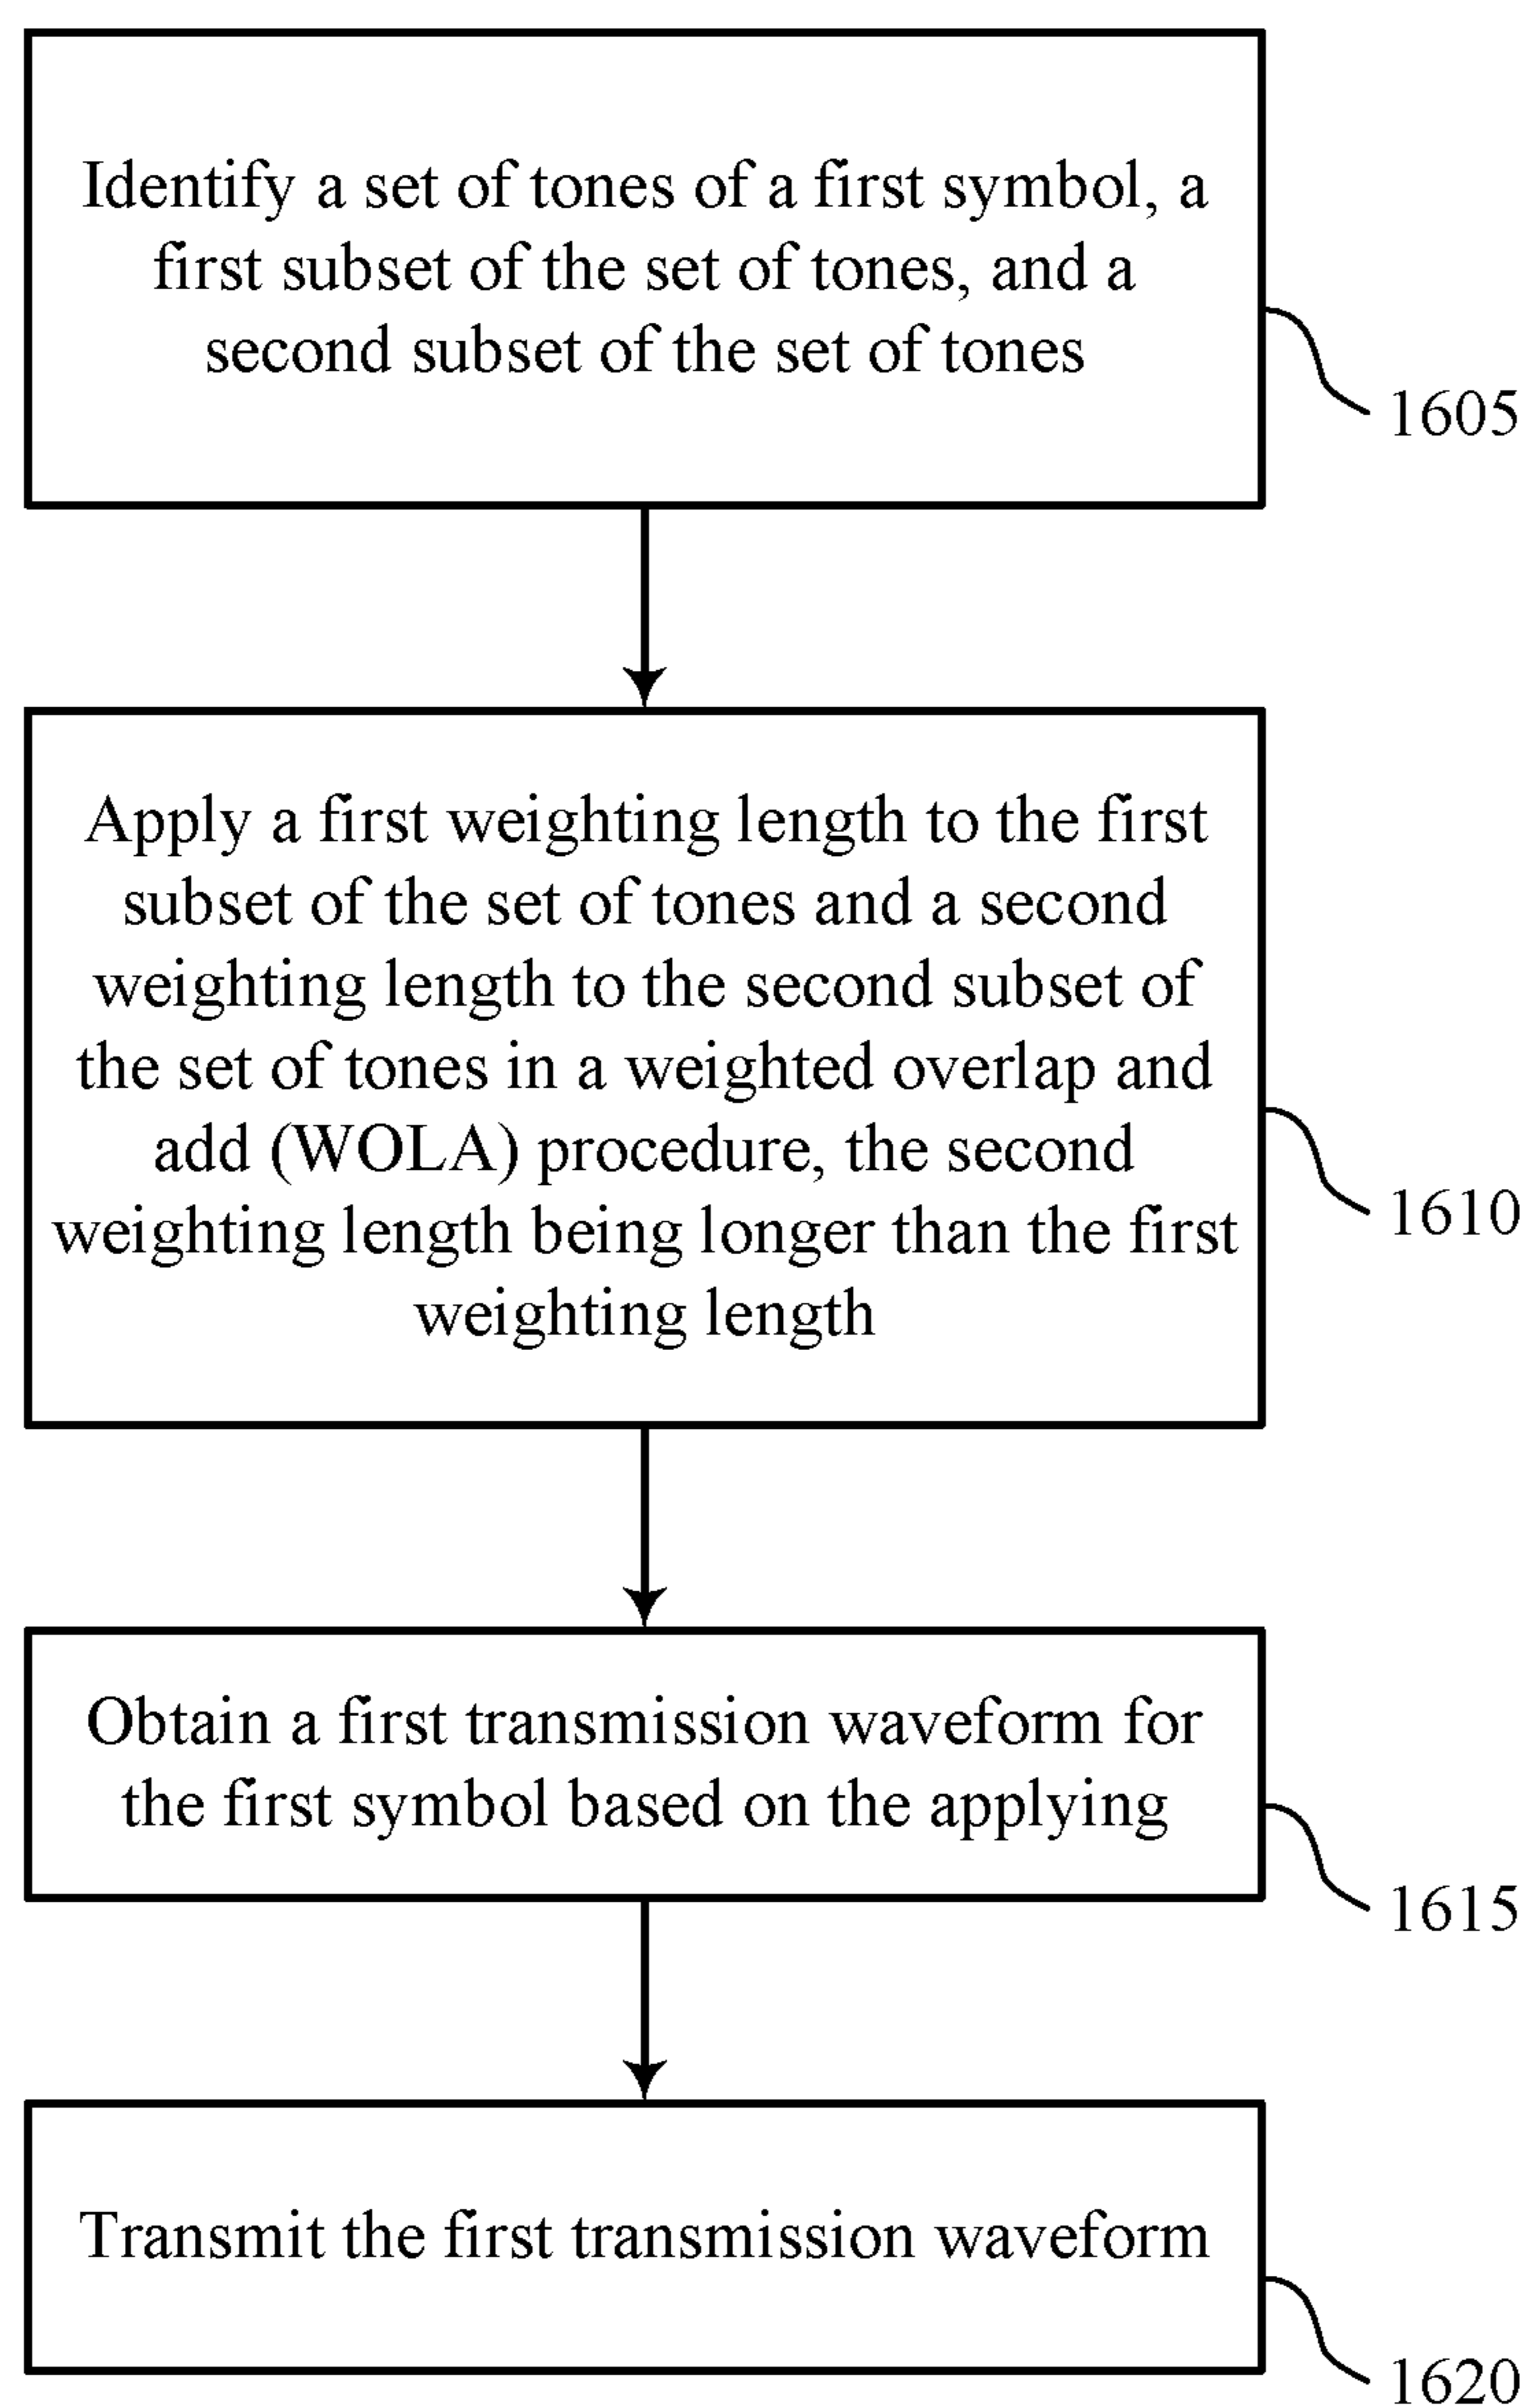 Identify a set of tones of a first symbol, a
first subset of the set of tones, and a
second subset of the set of tones
1605
Apply a first weighting length to the first
subset of the set of tones and a second
weighting length to the second subset of
the set of tones in a weighted overlap and
add (WOLA) procedure, the second
weighting length being longer than the first
weighting length
1610
Obtain a first transmission waveform for
the first symbol based on the applying
1615
Transmit the first transmission waveform
1620